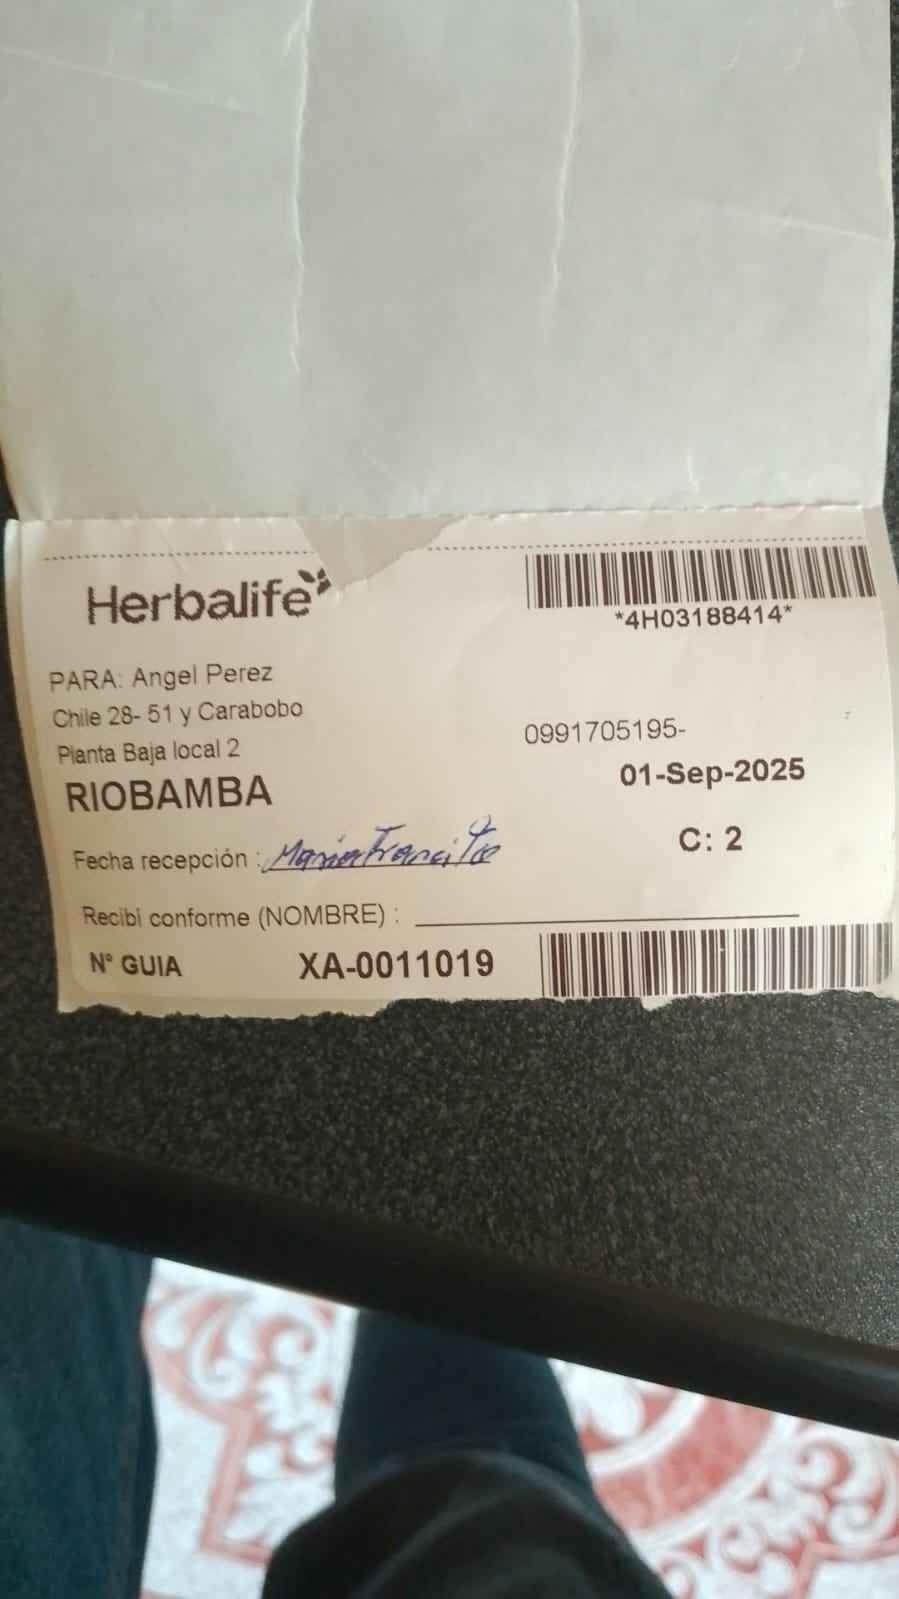 Herbalife
*4H03188414*
PARA: Angel Perez
Chile 28- 51 y Carabobo
Planta Baja local 2
0991705195-
RIOBAMBA
01-Sep-2025
C: 2
Fecha recepción :
Recibí conforme (NOMBRE) :
N° GUIA XA-0011019